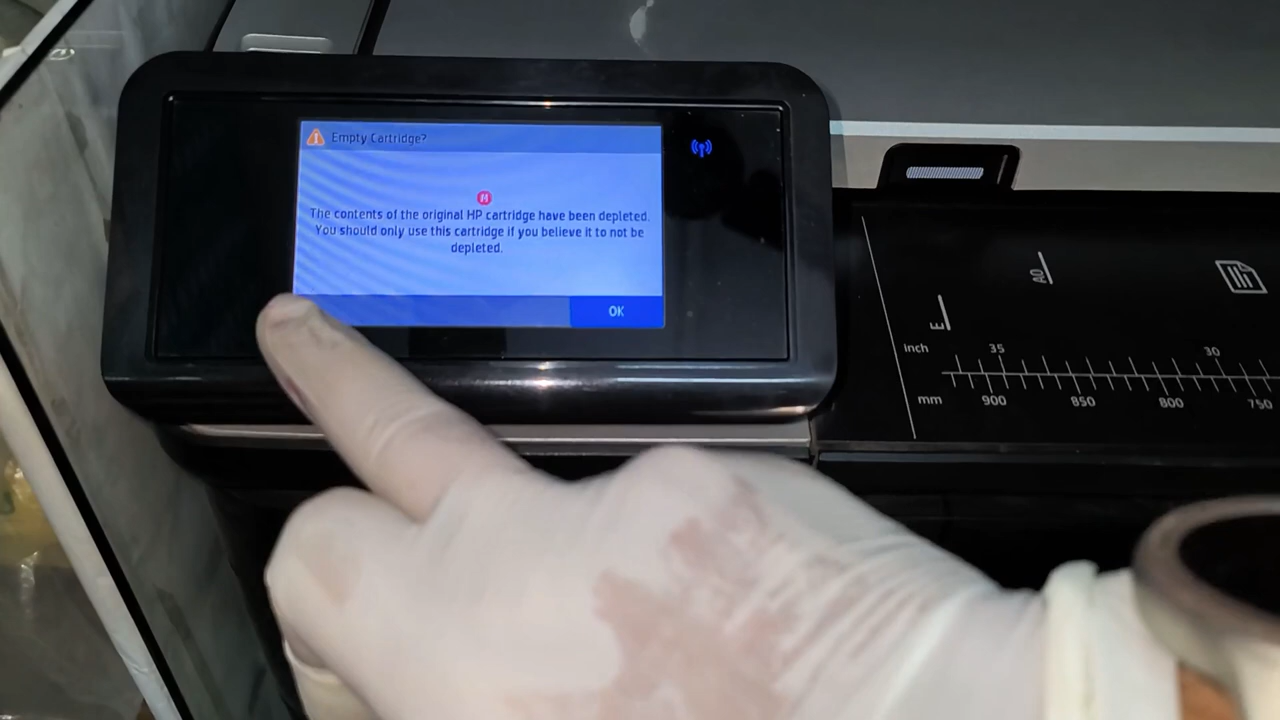 Empty Cartridge?
M
The contents of the original HP cartridge have been depleted.
You should only use this cartridge if you believe it to not be
depleted.
OK
A0
E
inch 35 30
mm 900 850 800 750